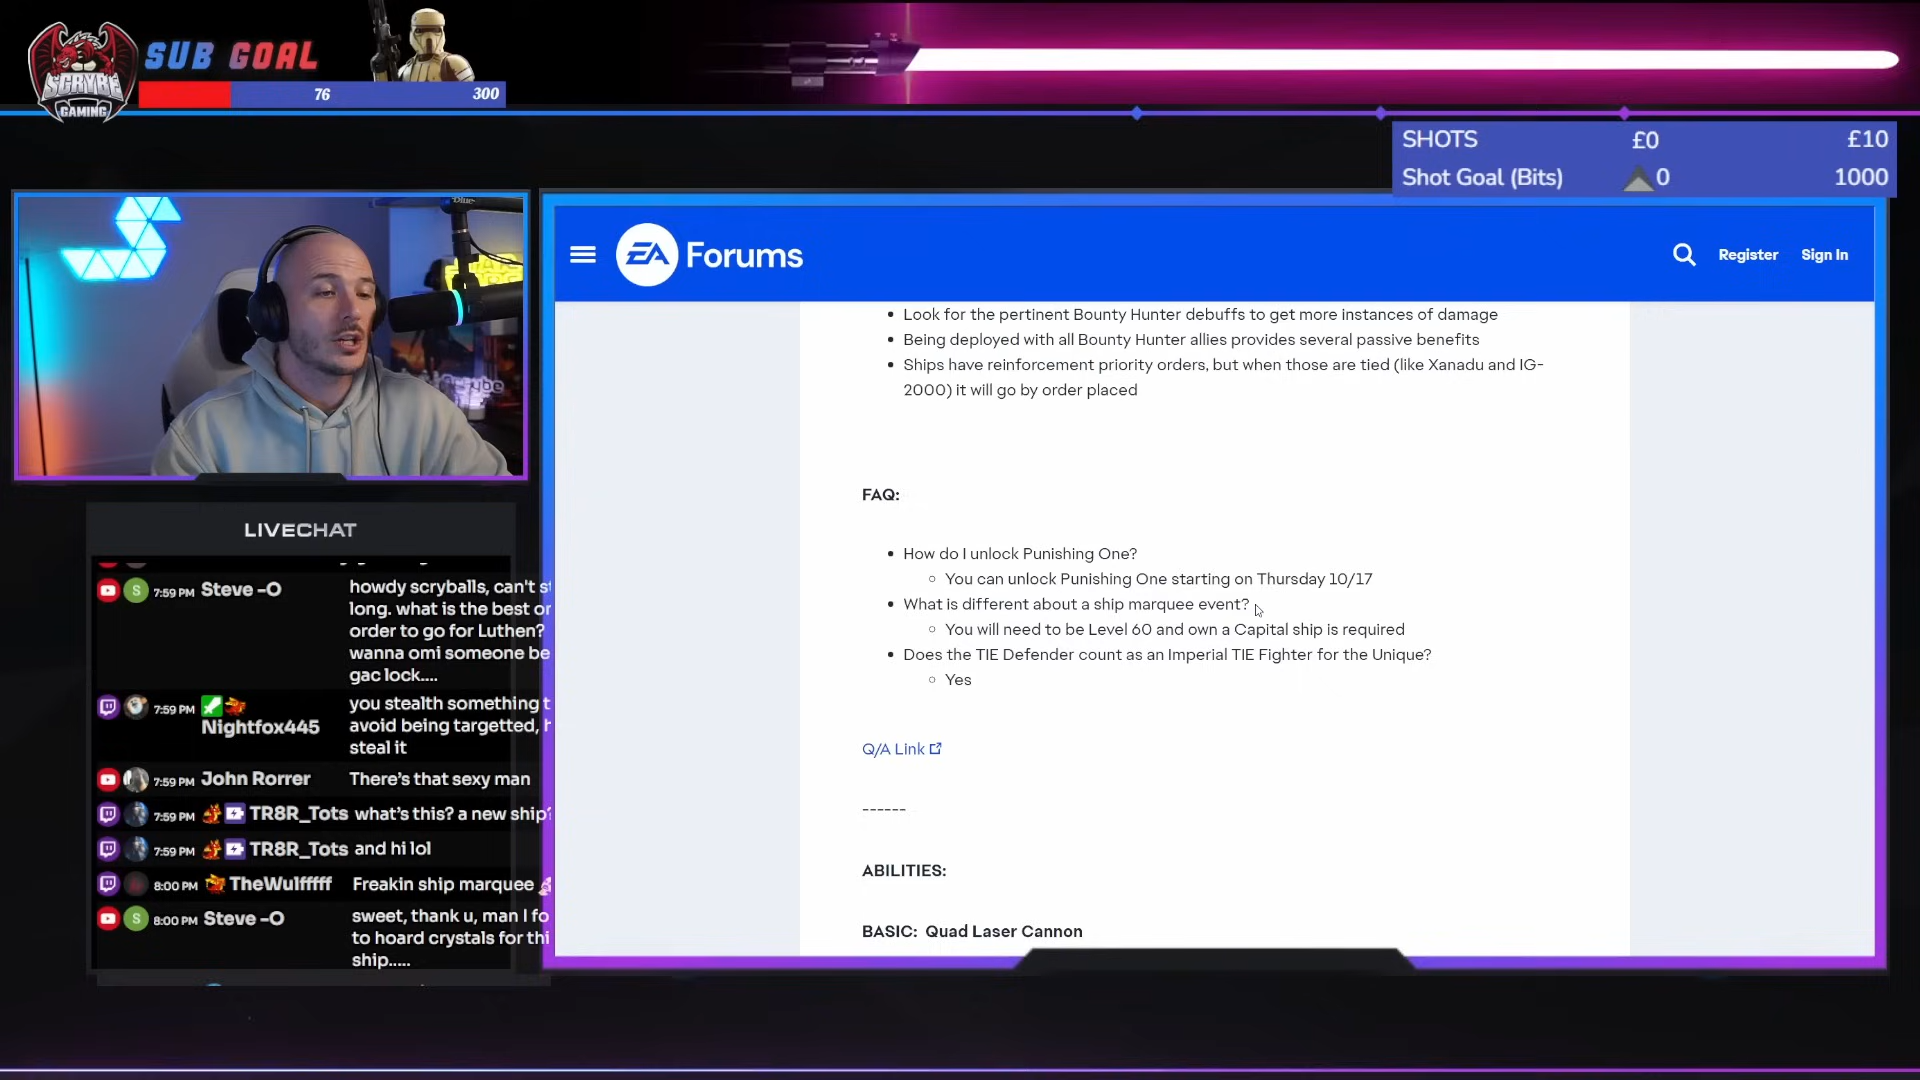 SCRYBE
GAMING
SUB GOAL
76
300
SHOTS £0 £10
Shot Goal (Bits) 0 1000
EA Forums
Register
Sign In
Look for the pertinent Bounty Hunter debuffs to get more instances of damage
Being deployed with all Bounty Hunter allies provides several passive benefits
Ships have reinforcement priority orders, but when those are tied (like Xanadu and IG-
2000) it will go by order placed
FAQ:
How do I unlock Punishing One?
You can unlock Punishing One starting on Thursday 10/17
What is different about a ship marquee event?
You will need to be Level 60 and own a Capital ship is required
Does the TIE Defender count as an Imperial TIE Fighter for the Unique?
Yes
Q/A Link
------
ABILITIES:
BASIC: Quad Laser Cannon
LIVECHAT
S 7:59 PM Steve -O howdy scryballs, can't
long. what is the best
order to go for Luthen?
wanna omi someone
gac lock....
7:59 PM Nightfox445 you stealth something
avoid being targetted,
steal it
7:59 PM John Rorrer There's that sexy man
7:59 PM TR8R_Tots what's this? a new ship?
7:59 PM TR8R_Tots and hi lol
8:00 PM TheWulfffff Freakin ship marquee
S 8:00 PM Steve -O sweet, thank u, man I
to hoard crystals for
ship.....